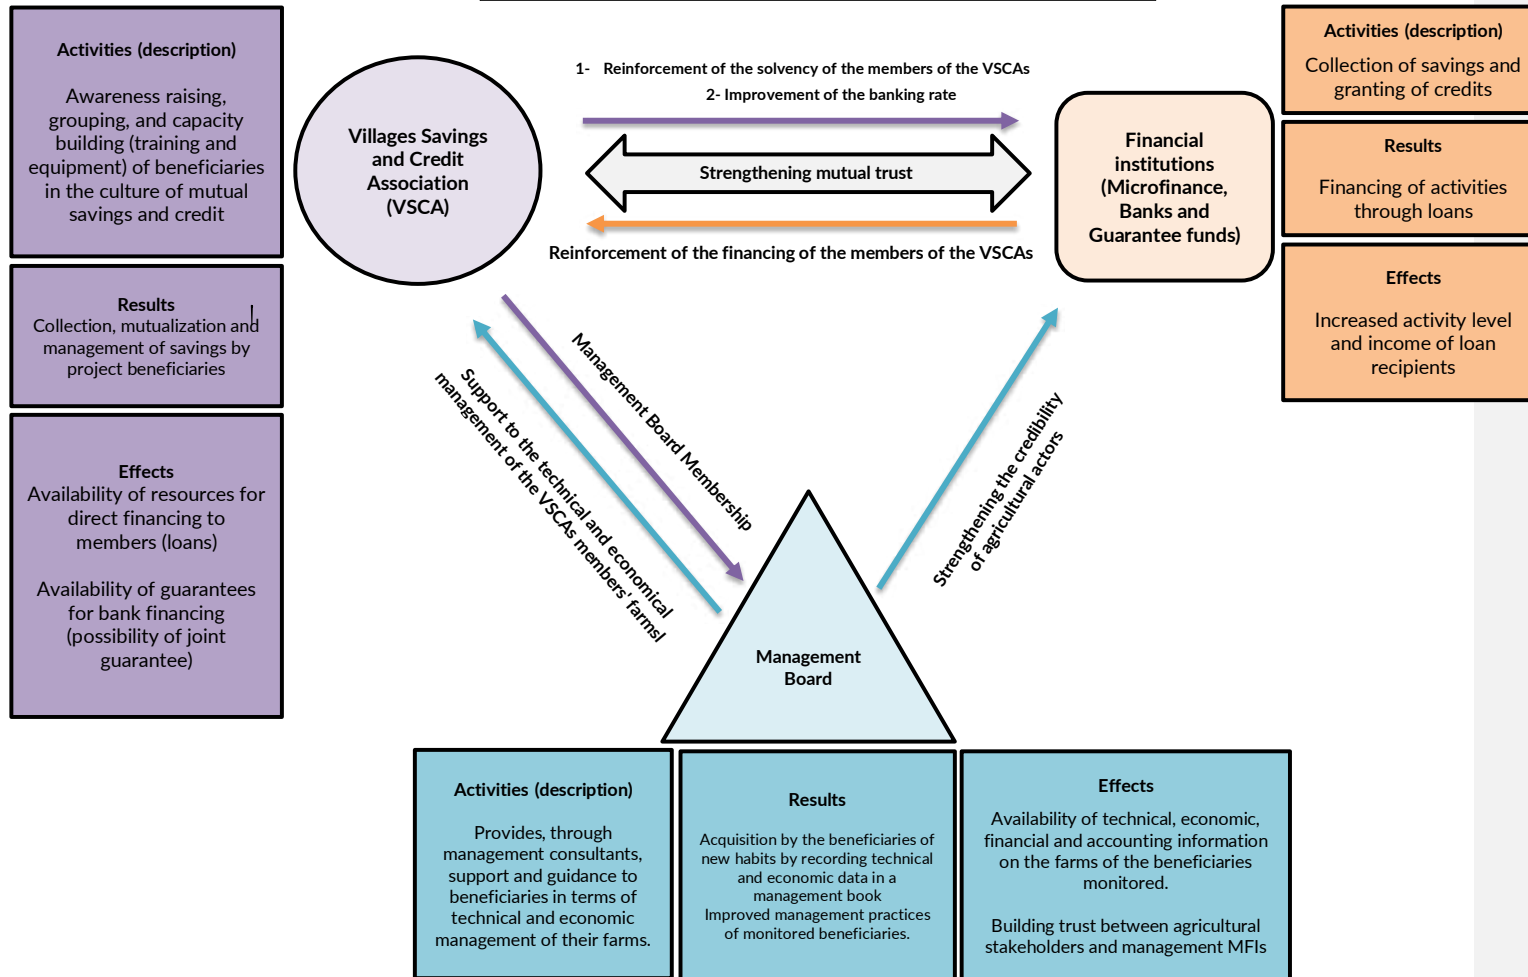 Activities (description)
Awareness raising,
grouping, and capacity
building (training and
equipment) of beneficiaries
in the culture of mutual
savings and credit
Results
Collection, mutualization and
management of savings by
project beneficiaries
Effects
Availability of resources for
direct financing to
members (loans)
Availability of guarantees
for bank financing
(possibility of joint
guarantee)
Villages Savings
and Credit
Association
(VSCA)
1- Reinforcement of the solvency of the members of the VSCAs
2- Improvement of the banking rate
Strengthening mutual trust
Reinforcement of the financing of the members of the VSCAs
Financial
institutions
(Microfinance,
Banks and
Guarantee funds)
Activities (description)
Collection of savings and
granting of credits
Results
Financing of activities
through loans
Effects
Increased activity level
and income of loan
recipients
Management Board Membership
Support to the technical and economical
management of the VSCAs members' farmsl
Strengthening the credibility
of agricultural actors
Management
Board
Activities (description)
Provides, through
management consultants,
support and guidance to
beneficiaries in terms of
technical and economic
management of their farms.
Results
Acquisition by the beneficiaries of
new habits by recording technical
and economic data in a
management book
Improved management practices
of monitored beneficiaries.
Effects
Availability of technical, economic,
financial and accounting information
on the farms of the beneficiaries
monitored.
Building trust between agricultural
stakeholders and management MFIs